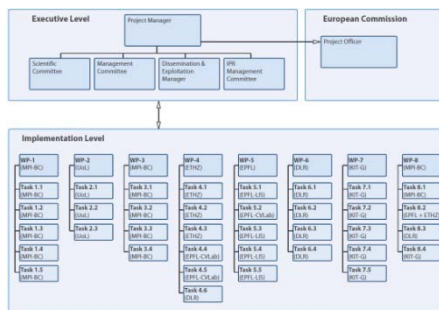 Executive Level
Project Manager
Scientific
Committee
Management
Committee
Dissemination &
Exploitation
Manager
IPR
Management
Committee
European Commission
Project Officer
Implementation Level
WP-1
(MPI-BC)
Task 1.1
(MPI-BC)
Task 1.2
(MPI-BC)
Task 1.3
(MPI-BC)
Task 1.4
(MPI-BC)
Task 1.5
(MPI-BC)
WP-2
(UoL)
Task 2.1
(UoL)
Task 2.2
(UoL)
Task 2.3
(UoL)
WP-3
(MPI-BC)
Task 3.1
(MPI-BC)
Task 3.2
(MPI-BC)
Task 3.3
(MPI-BC)
Task
(MPI-BC)
WP-4
(ETHZ)
Task 4.1
(ETHZ)
Task 4.2
(ETHZ)
Task 4.3
(ETHZ)
Task 4.4
(EPFL-CVLab)
Task 4.5
(EPFL-CVLab)
Task 4.6
(DLR)
WP-5
(EPFL)
Task 5.1
(EPFL-LIS)
Task 5.2
(EPFL-CVLab)
Task 5.3
(EPFL-LIS)
Task 5.4
(EPFL-LIS)
Task 5.5
(EPFL-LIS)
WP-6
(DLR)
Task 6.1
(DLR)
Task 6.2
(DLR)
Task 6.3
(DLR)
Task 6.4
(DLR)
WP-7
(KIT-G)
Task 7.1
(KIT-G)
Task 7.2
(KIT-G)
Task 7.3
(KIT-G)
Task 7.4
(KIT-G)
Task 7.5
(KIT-G)
WP-8
(MPI-BC)
Task 8.1
(MPI-BC)
Task 8.2
(EPFL + ETHZ)
Task 8.3
(DLR)
Task 8.4
(KIT-G)